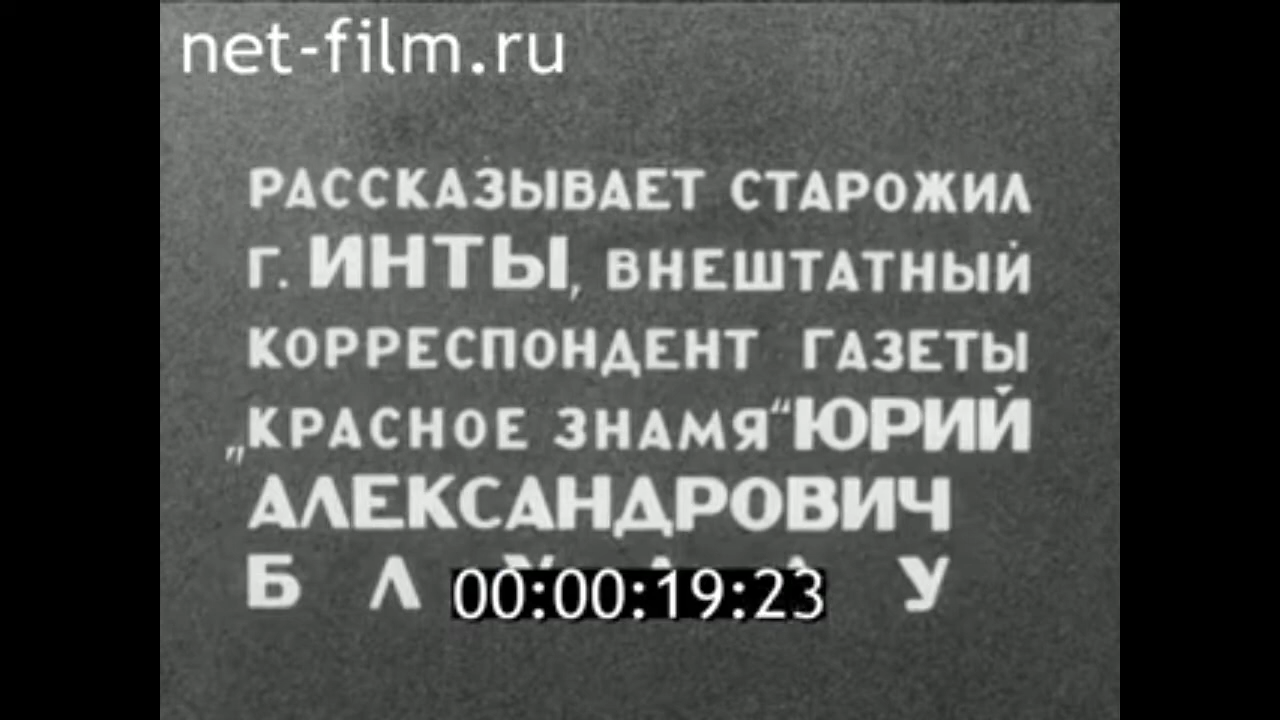 net-film.ru
РАССКАЗЫВАЕТ СТАРОЖИЛ
Г. ИНТЫ, ВНЕШТАТНЫЙ
КОРРЕСПОНДЕНТ ГАЗЕТЫ
„КРАСНОЕ ЗНАМЯ“ ЮРИЙ
АЛЕКСАНДРОВИЧ
00:00:19:23